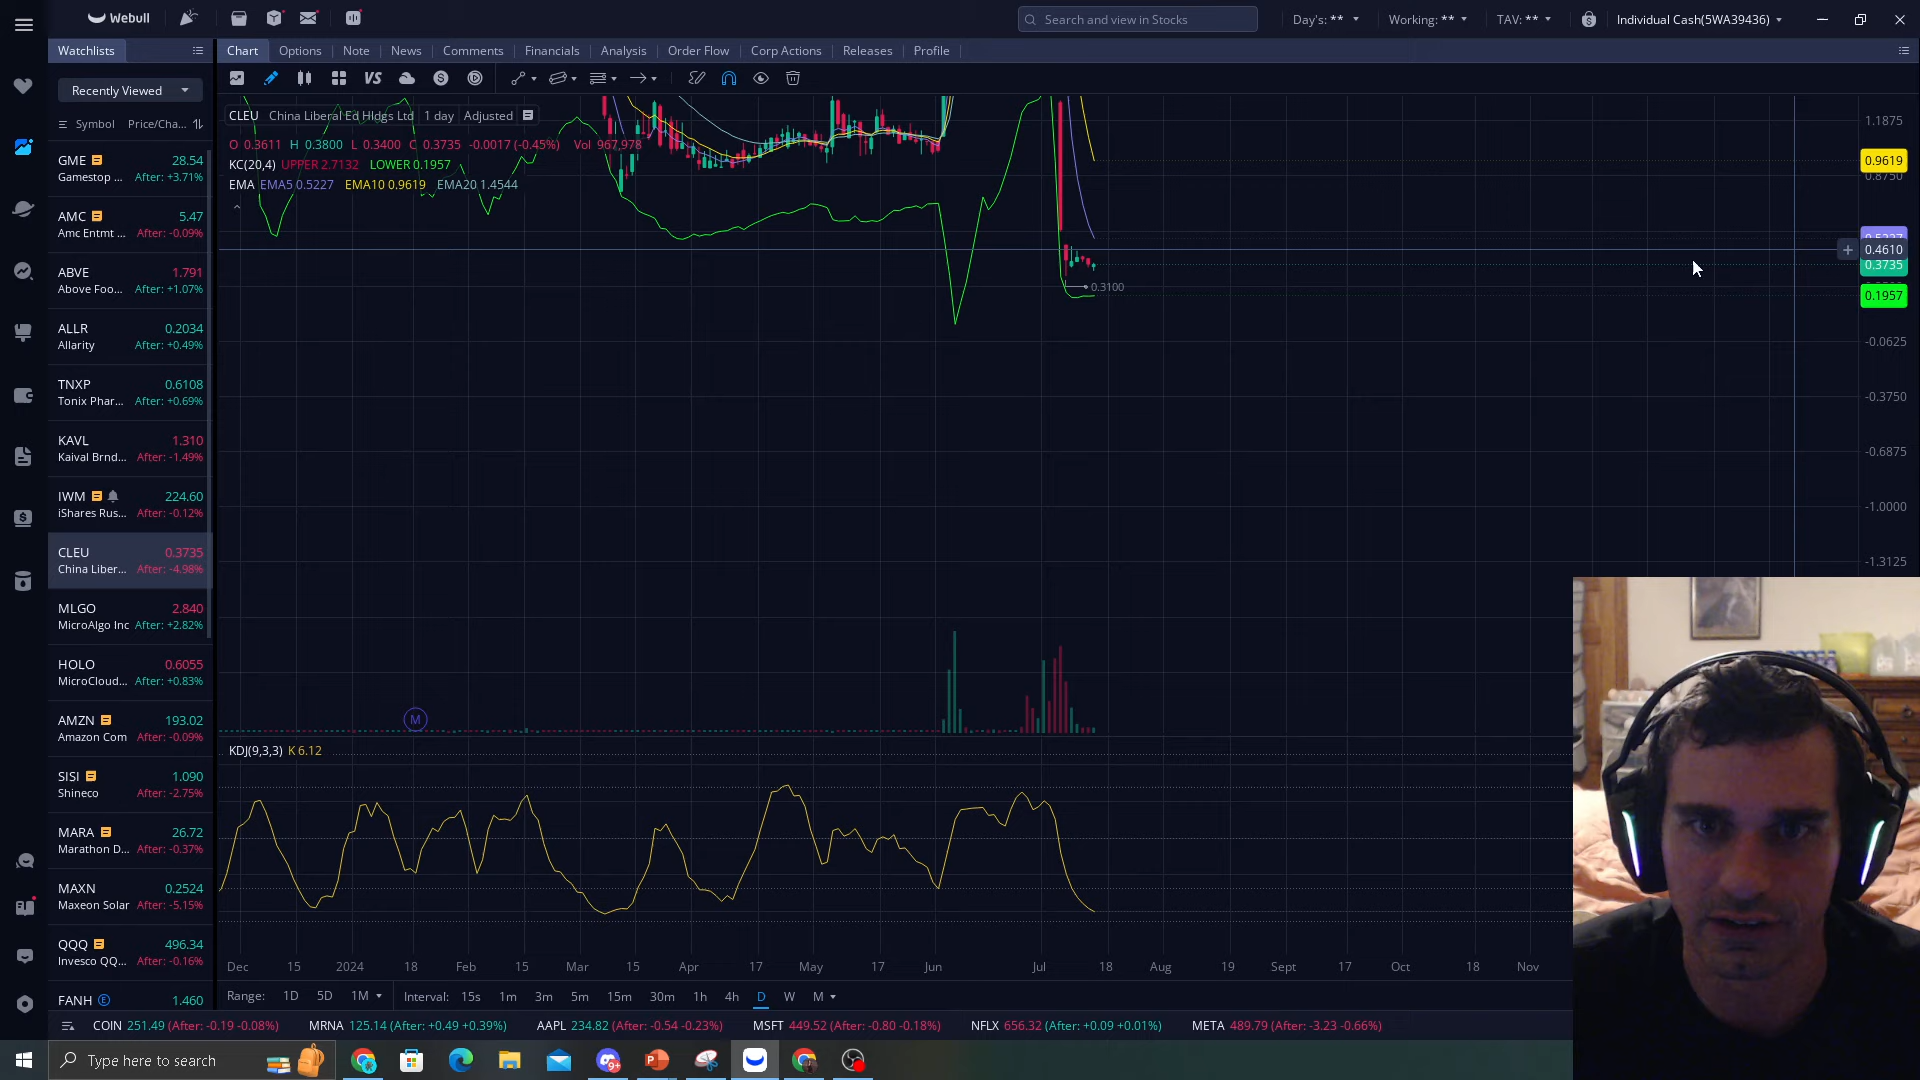 Webull
Search and view in Stocks
Day's: **
Working: **
TAV: **
Individual Cash(5WA39436)
Watchlists
Chart
Options
Note
News
Comments
Financials
Analysis
Order Flow
Corp Actions
Releases
Profile
Recently Viewed
VS
Symbol Price/Cha...
CLEU China Liberal Ed Hldgs Ltd 1 day Adjusted
O 0.3611 H 0.3800 L 0.3400 C 0.3735 -0.0017 (-0.45%) Vol 967,978
KC(20,4) UPPER 2.7132 LOWER 0.1957
EMA EMA5 0.5227 EMA10 0.9619 EMA20 1.4544
GME 28.54
Gamestop ... After: +3.71%
AMC 5.47
Amc Entmt ... After: -0.09%
ABVE 1.791
Above Foo... After: +1.07%
ALLR 0.2034
Allarity After: +0.49%
TNXP 0.6108
Tonix Phar... After: +0.69%
KAVL 1.310
Kaival Brnd... After: -1.49%
IWM 224.60
iShares Rus... After: -0.12%
CLEU 0.3735
China Liber... After: -4.98%
MLGO 2.840
MicroAlgo Inc After: +2.82%
HOLO 0.6055
MicroCloud... After: +0.83%
AMZN 193.02
Amazon Com After: -0.09%
SISI 1.090
Shineco After: -2.75%
MARA 26.72
Marathon D... After: -0.37%
MAXN 0.2524
Maxeon Solar After: -5.15%
QQQ 496.34
Invesco QQ... After: -0.16%
FANH E 1.460
1.1875
0.9619
0.8750
0.5227
0.4610
0.3735
0.3100
0.1957
-0.0625
-0.3750
-0.6875
-1.0000
-1.3125
M
KDJ(9,3,3) K 6.12
Dec 15 2024 18 Feb 15 Mar 15 Apr 17 May 17 Jun Jul 18 Aug 19 Sept 17 Oct 18 Nov
Range: 1D 5D 1M Interval: 15s 1m 3m 5m 15m 30m 1h 4h D W M
COIN 251.49 (After: -0.19 -0.08%) MRNA 125.14 (After: +0.49 +0.39%) AAPL 234.82 (After: -0.54 -0.23%) MSFT 449.52 (After: -0.80 -0.18%) NFLX 656.32 (After: +0.09 +0.01%) META 489.79 (After: -3.23 -0.66%)
Type here to search
9+